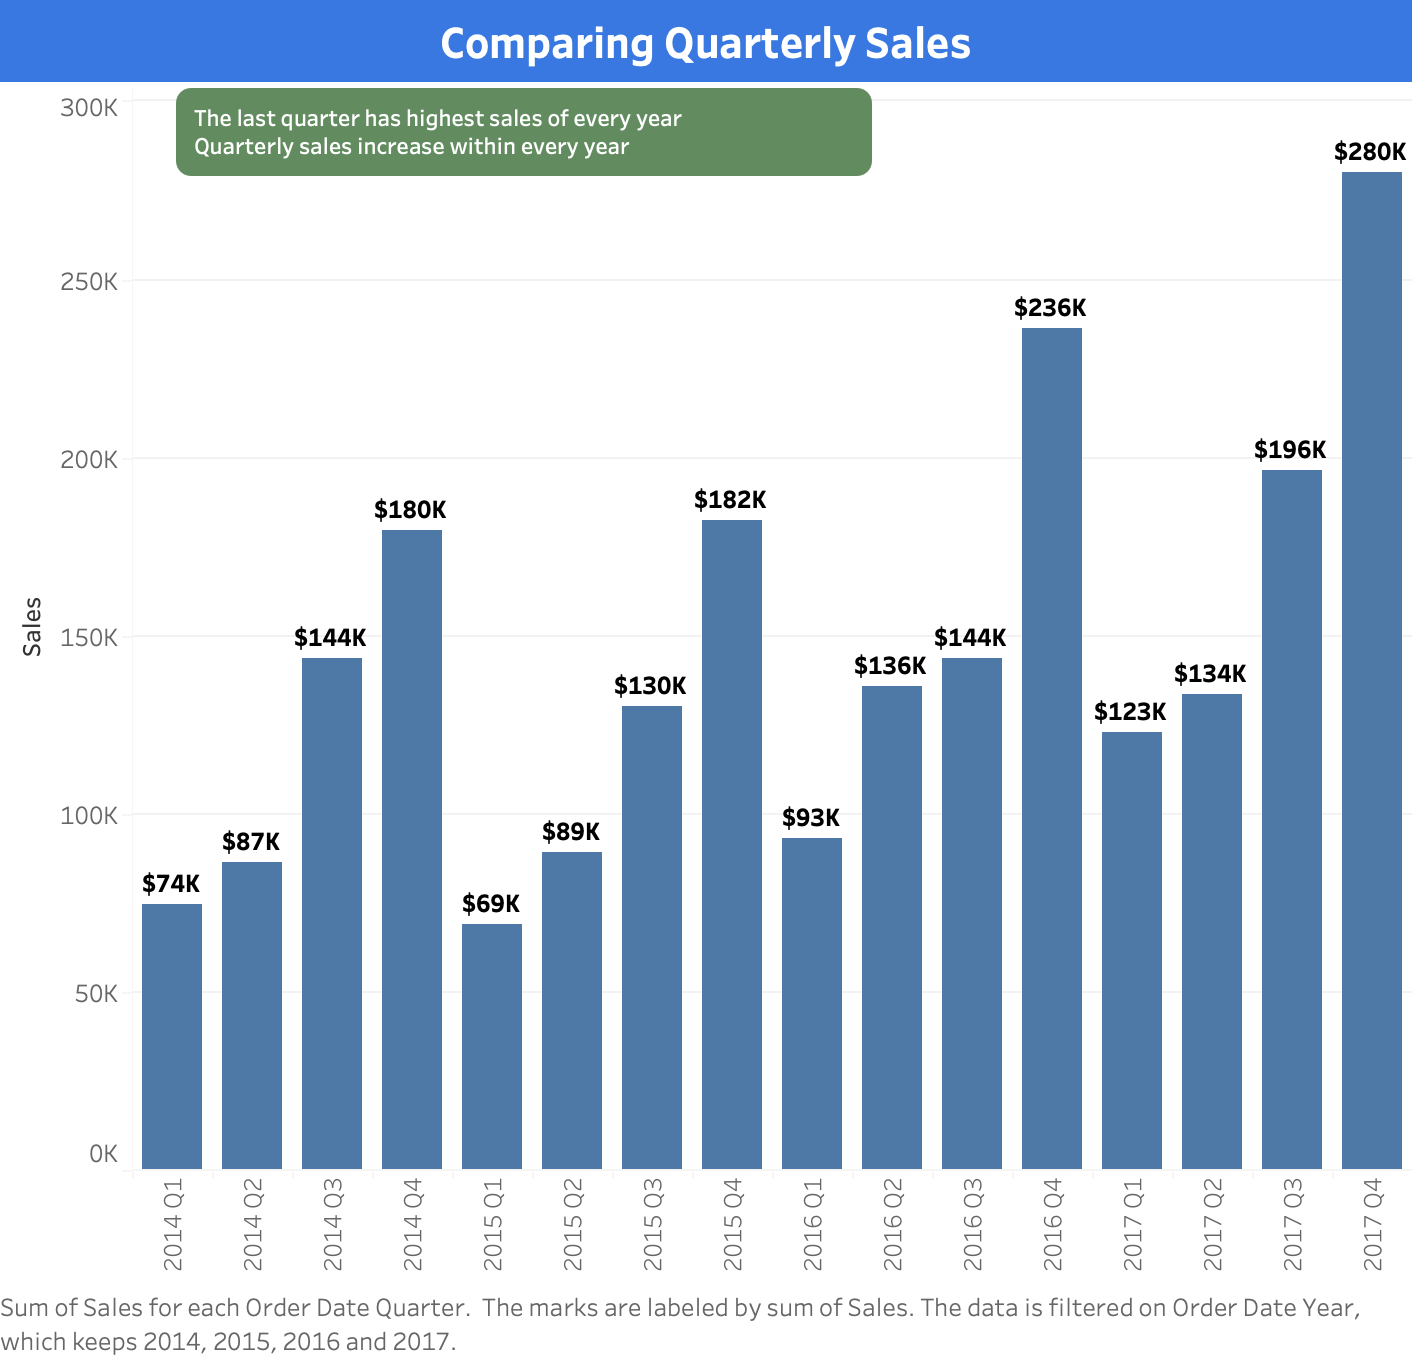 Comparing Quarterly Sales
The last quarter has highest sales of every year
Quarterly sales increase within every year
300K
250K
200K
150K
100K
50K
0K
Sales
$74K
$87K
$144K
$180K
$69K
$89K
$130K
$182K
$93K
$136K
$144K
$236K
$123K
$134K
$196K
$280K
2014 Q1
2014 Q2
2014 Q3
2014 Q4
2015 Q1
2015 Q2
2015 Q3
2015 Q4
2016 Q1
2016 Q2
2016 Q3
2016 Q4
2017 Q1
2017 Q2
2017 Q3
2017 Q4
Sum of Sales for each Order Date Quarter.  The marks are labeled by sum of Sales. The data is filtered on Order Date Year,
which keeps 2014, 2015, 2016 and 2017.